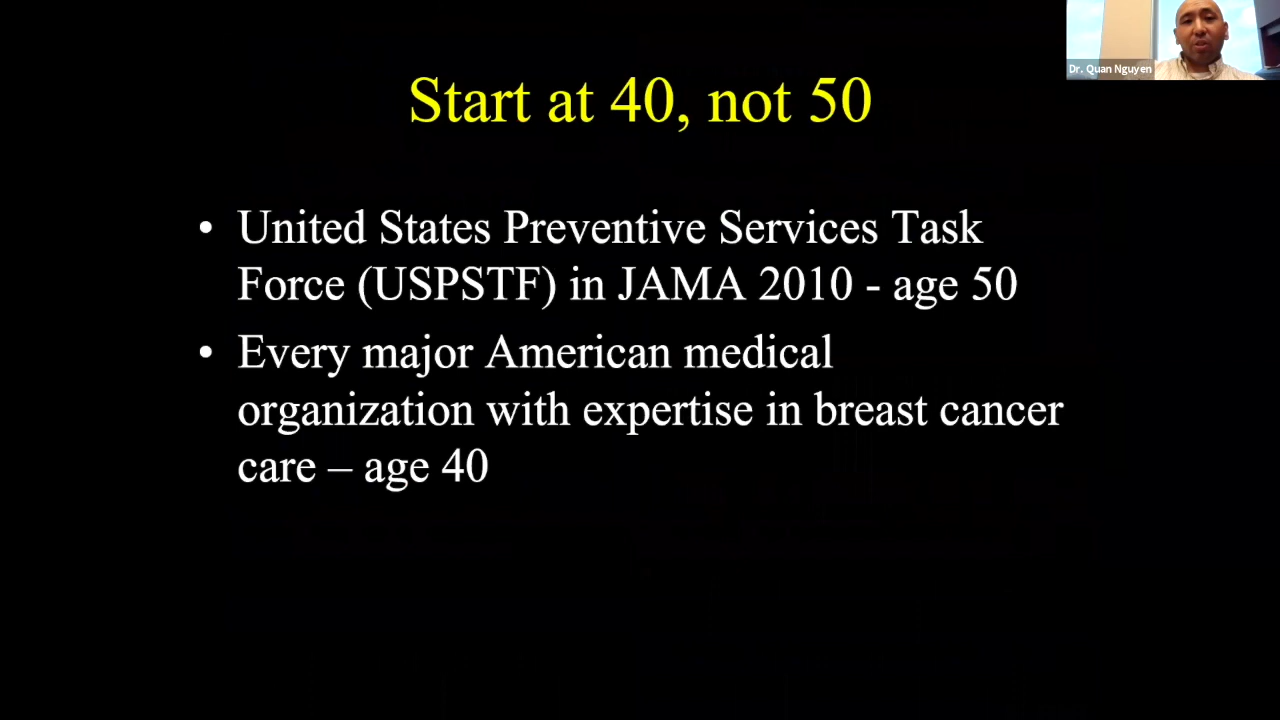 Dr. Quan Nguyen
Start at 40, not 50
• United States Preventive Services Task
Force (USPSTF) in JAMA 2010 - age 50
• Every major American medical
organization with expertise in breast cancer
care – age 40